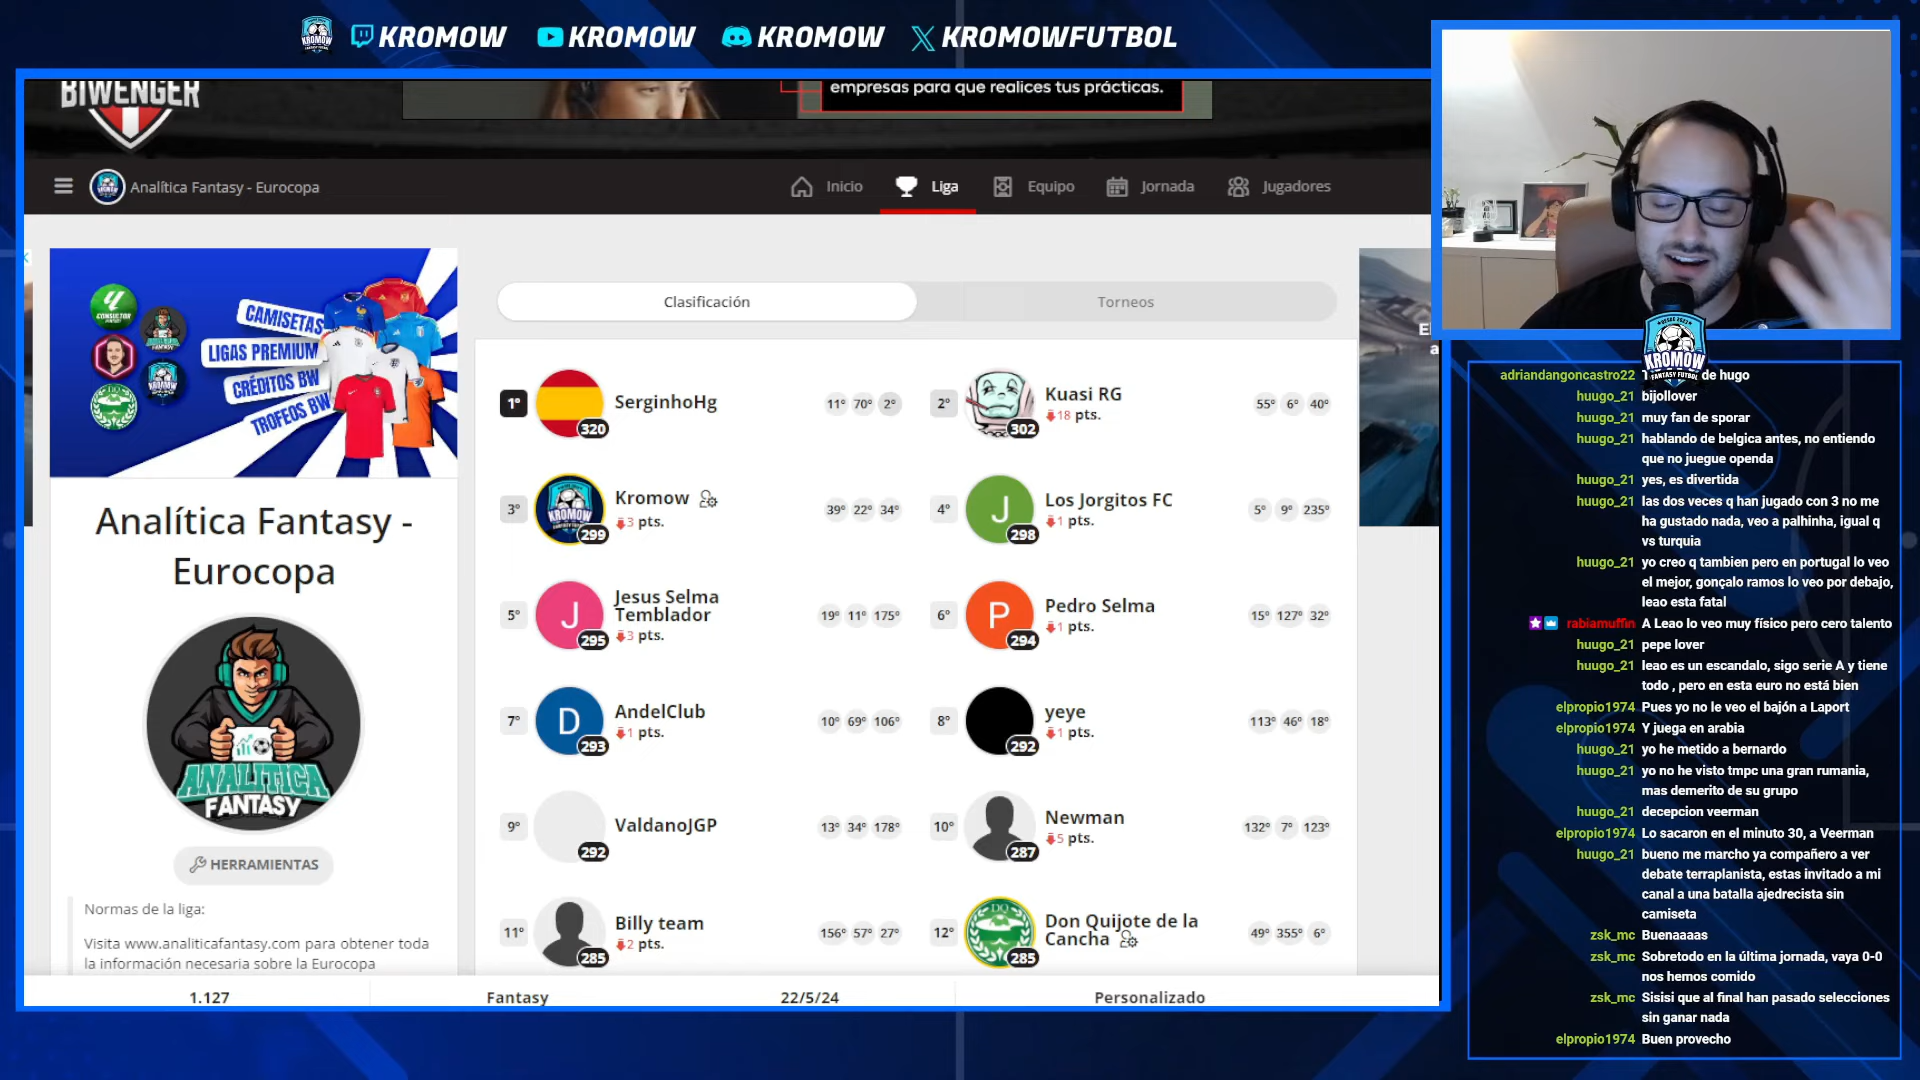 KROMOW KROMOW KROMOW KROMOWFUTBOL
BIWENGER
empresas para que realices tus prácticas.
Analítica Fantasy - Eurocopa
Inicio Liga Equipo Jornada Jugadores
CONSULTOR
FANTASY
CAMISETAS
LIGAS PREMIUM
CRÉDITOS BW
TROFEOS BW
Analítica Fantasy -
Eurocopa
ANALITICA
FANTASY
HERRAMIENTAS
Normas de la liga:
Visita www.analiticafantasy.com para obtener toda
la información necesaria sobre la Eurocopa
Clasificación Torneos
1º SerginhoHg 320 11º 70º 2º
2º Kuasi RG 18 pts. 302 55º 6º 40º
3º Kromow 3 pts. 299 39º 22º 34º
4º J Los Jorgitos FC 1 pts. 298 5º 9º 235º
5º J Jesus Selma
Temblador 3 pts. 295 19º 11º 175º
6º P Pedro Selma 1 pts. 294 15º 127º 32º
7º D AndelClub 1 pts. 293 10º 69º 106º
8º yeye 1 pts. 292 113º 46º 18º
9º ValdanoJGP 292 13º 34º 178º
10º Newman 5 pts. 287 132º 7º 123º
11º Billy team 2 pts. 285 156º 57º 27º
12º DQ Don Quijote de la
Cancha 285 49º 355º 6º
1.127 Fantasy 22/5/24 Personalizado
KROMOW
FANTASY FUTBOL
adriandangoncastro22 de hugo
huugo_21 bijollover
huugo_21 muy fan de sporar
huugo_21 hablando de belgica antes, no entiendo
que no juegue openda
huugo_21 yes, es divertida
huugo_21 las dos veces q han jugado con 3 no me
ha gustado nada, veo a palhinha, igual q
vs turquia
huugo_21 yo creo q tambien pero en portugal lo veo
el mejor, gonçalo ramos lo veo por debajo,
leao esta fatal
rabiamuffin A Leao lo veo muy físico pero cero talento
huugo_21 pepe lover
huugo_21 leao es un escandalo, sigo serie A y tiene
todo , pero en esta euro no está bien
elpropio1974 Pues yo no le veo el bajón a Laport
elpropio1974 Y juega en arabia
huugo_21 yo he metido a bernardo
huugo_21 yo no he visto tmpc una gran rumania,
mas demerito de su grupo
huugo_21 decepcion veerman
elpropio1974 Lo sacaron en el minuto 30, a Veerman
huugo_21 bueno me marcho ya compañero a ver
debate terraplanista, estas invitado a mi
canal a una batalla ajedrecista sin
camiseta
zsk_mc Buenaaaas
zsk_mc Sobretodo en la última jornada, vaya 0-0
nos hemos comido
zsk_mc Sisisi que al final han pasado selecciones
sin ganar nada
elpropio1974 Buen provecho